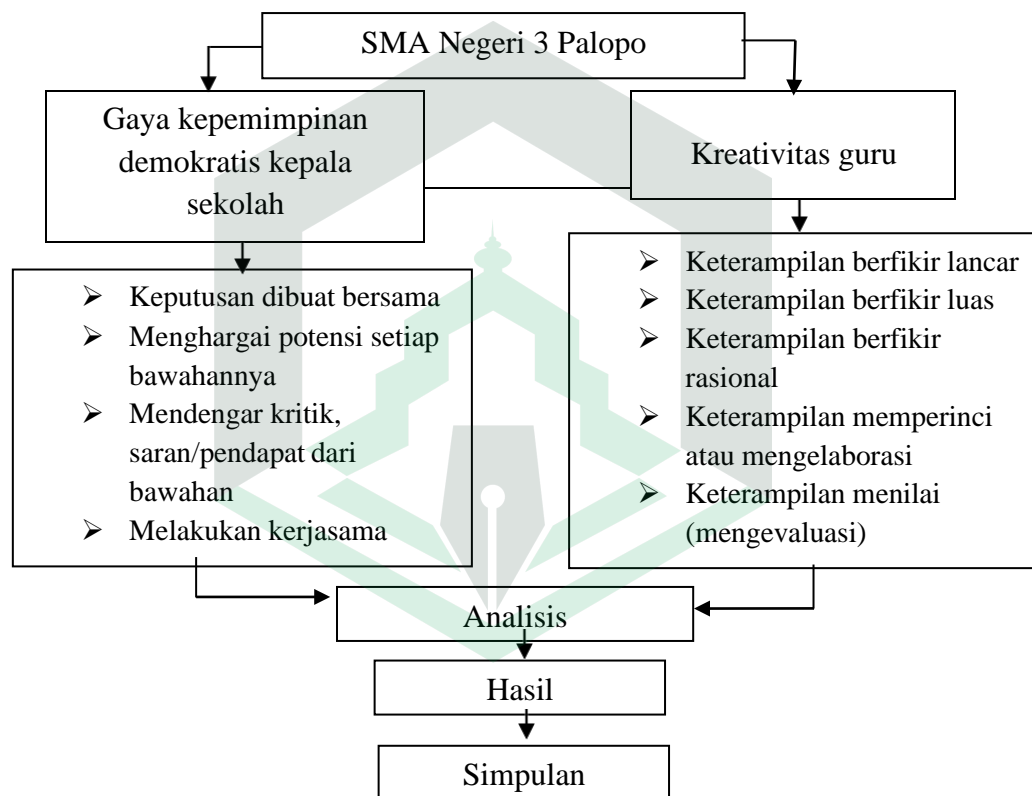 SMA Negeri 3 Palopo
Gaya kepemimpinan
demokratis kepala
sekolah
Kreativitas guru
➢ Keputusan dibuat bersama
➢ Menghargai potensi setiap
bawahannya
➢ Mendengar kritik,
saran/pendapat dari
bawahan
➢ Melakukan kerjasama
➢ Keterampilan berfikir lancar
➢ Keterampilan berfikir luas
➢ Keterampilan berfikir
rasional
➢ Keterampilan memperinci
atau mengelaborasi
➢ Keterampilan menilai
(mengevaluasi)
Analisis
Hasil
Simpulan